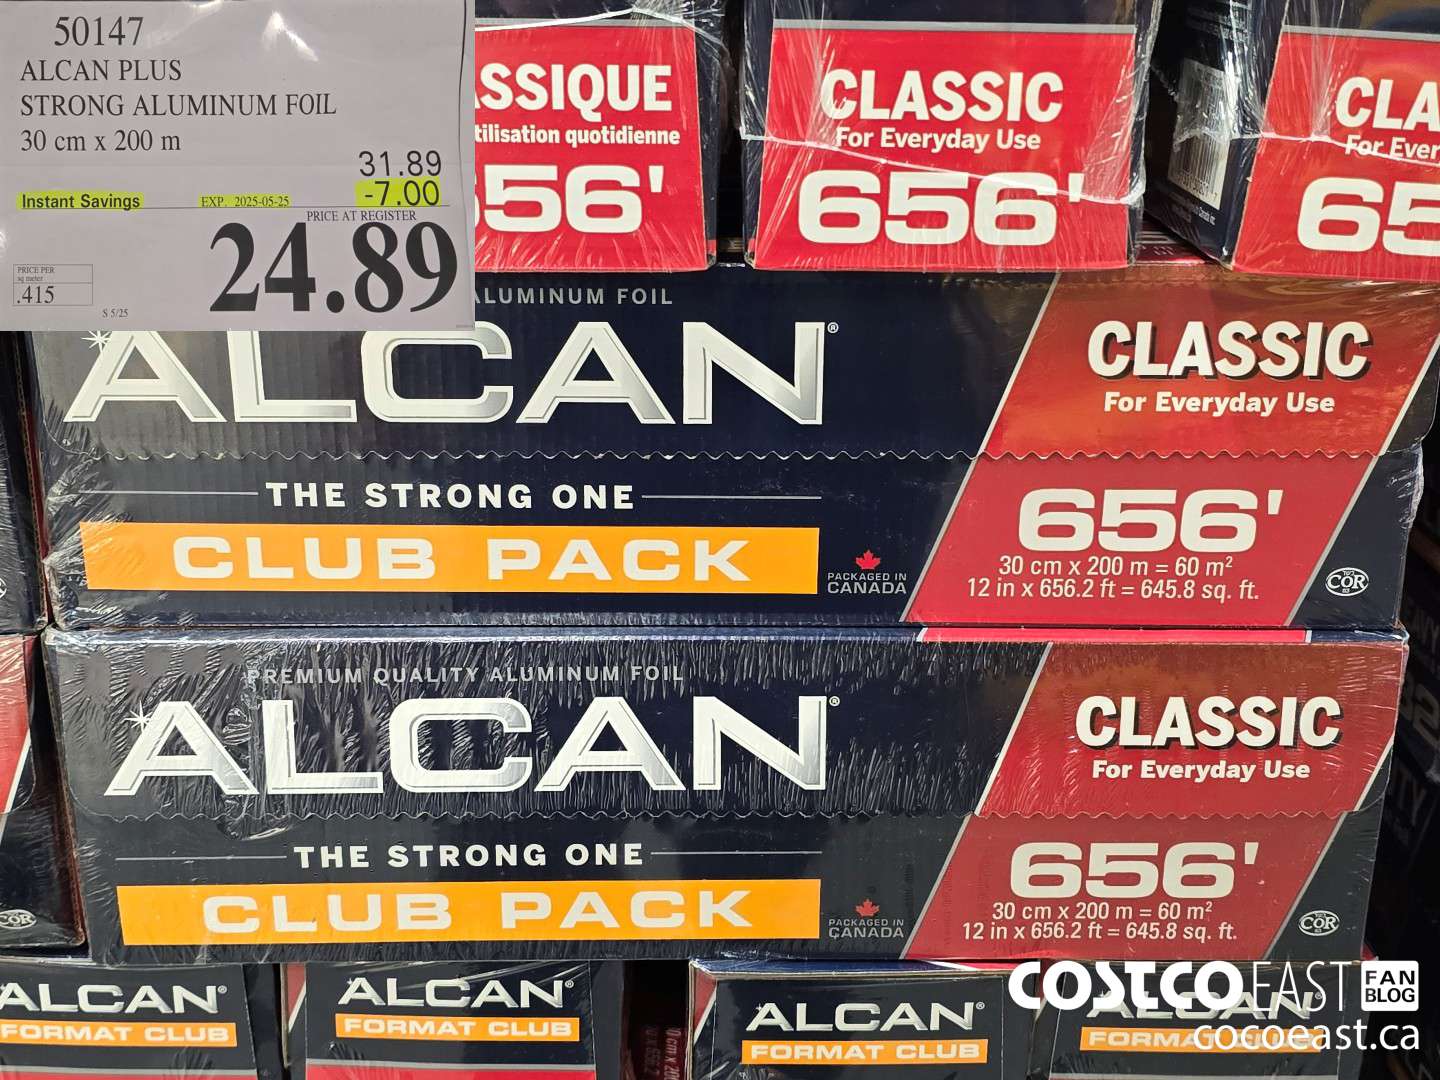 50147
ALCAN PLUS
STRONG ALUMINUM FOIL
30 cm x 200 m
31.89
Instant Savings EXP. 2025-05-25 -7.00
PRICE AT REGISTER
24.89
PRICE PER
sq meter
.415
S 5/25
SSIQUE
tilisation quotidienne
56'
CLASSIC
For Everyday Use
656'
CLA
For Ever
65
ALUMINUM FOIL
ALCAN®
CLASSIC
For Everyday Use
THE STRONG ONE
CLUB PACK
PACKAGED IN
CANADA
656'
30 cm x 200 m = 60 m²
12 in x 656.2 ft = 645.8 sq. ft.
COR
PREMIUM QUALITY ALUMINUM FOIL
ALCAN®
CLASSIC
For Everyday Use
THE STRONG ONE
CLUB PACK
PACKAGED IN
CANADA
656'
30 cm x 200 m = 60 m²
12 in x 656.2 ft = 645.8 sq. ft.
COR
ALCAN®
FORMAT CLUB
ALCAN®
FORMAT CLUB
ALCAN®
FORMAT CLUB
ALCAN®
FORMAT CLUB
COSTCO EAST FAN BLOG
cocoeast.ca